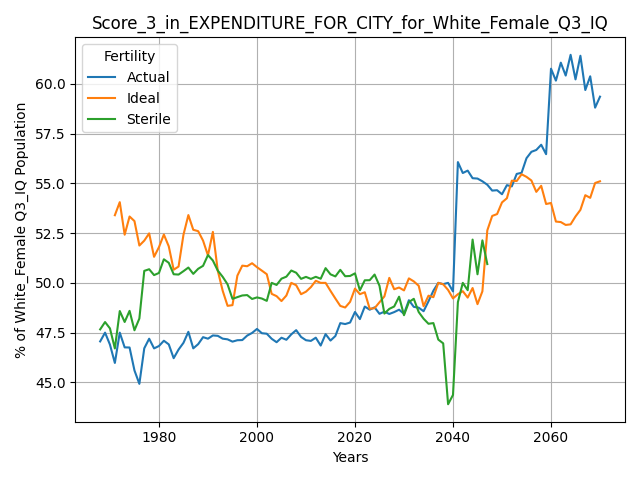 Score_3_in_EXPENDITURE_FOR_CITY_for_White_Female_Q3_IQ
Fertility
Actual
Ideal
Sterile
% of White_Female Q3_IQ Population
60.0
57.5
55.0
52.5
50.0
47.5
45.0
1980
2000
2020
2040
2060
Years